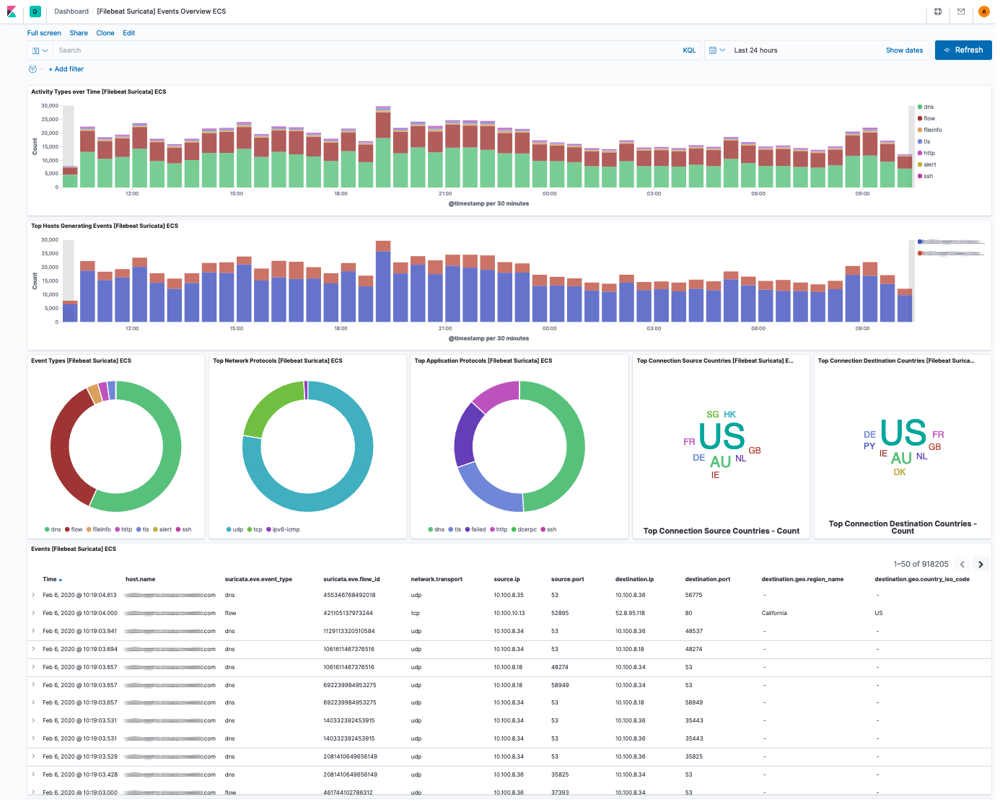 D Dashboard / [Filebeat Suricata] Events Overview ECS A
Full screen Share Clone Edit
Search KQL Last 24 hours Show dates Refresh
+ Add filter
Activity Types over Time [Filebeat Suricata] ECS
30,000
25,000
20,000
15,000
10,000
5,000
0
Count
12:00 15:00 18:00 21:00 00:00 03:00 06:00 09:00
@timestamp per 30 minutes
dns
flow
fileinfo
tls
http
alert
ssh
Top Hosts Generating Events [Filebeat Suricata] ECS
30,000
25,000
20,000
15,000
10,000
5,000
0
Count
12:00 15:00 18:00 21:00 00:00 03:00 06:00 09:00
@timestamp per 30 minutes
Event Types [Filebeat Suricata] ECS
dns flow fileinfo http tls alert ssh
Top Network Protocols [Filebeat Suricata] ECS
udp tcp ipv6-icmp
Top Application Protocols [Filebeat Suricata] ECS
dns tls failed http dcerpc ssh
Top Connection Source Countries [Filebeat Suricata] E...
SG HK
US
FR
GB
DE AU NL
IE
Top Connection Source Countries - Count
Top Connection Destination Countries [Filebeat Surica...
DE US FR
PY GB
IE AU NL
DK
Top Connection Destination Countries -
Count
Events [Filebeat Suricata] ECS
1–50 of 918205
Time host.name suricata.eve.event_type suricata.eve.flow_id network.transport source.ip source.port destination.ip destination.port destination.geo.region_name destination.geo.country_iso_code
Feb 6, 2020 @ 10:19:04.613 .com dns 455346768492018 udp 10.100.8.35 53 10.100.8.36 56775 - -
Feb 6, 2020 @ 10:19:04.000 .com flow 421105137973244 tcp 10.100.10.13 52895 52.8.95.118 80 California US
Feb 6, 2020 @ 10:19:03.941 .com dns 1129113320510584 udp 10.100.8.34 53 10.100.8.36 48537 - -
Feb 6, 2020 @ 10:19:03.694 .com dns 1061611467376516 udp 10.100.8.34 53 10.100.8.18 48274 - -
Feb 6, 2020 @ 10:19:03.657 .com dns 1061611467376516 udp 10.100.8.18 48274 10.100.8.34 53 - -
Feb 6, 2020 @ 10:19:03.657 .com dns 692239984953275 udp 10.100.8.18 58949 10.100.8.34 53 - -
Feb 6, 2020 @ 10:19:03.657 .com dns 692239984953275 udp 10.100.8.34 53 10.100.8.18 58949 - -
Feb 6, 2020 @ 10:19:03.531 .com dns 140332392453915 udp 10.100.8.34 53 10.100.8.36 35443 - -
Feb 6, 2020 @ 10:19:03.531 .com dns 140332392453915 udp 10.100.8.34 53 10.100.8.36 35443 - -
Feb 6, 2020 @ 10:19:03.529 .com dns 2081410649656149 udp 10.100.8.34 53 10.100.8.36 35825 - -
Feb 6, 2020 @ 10:19:03.428 .com dns 2081410649656149 udp 10.100.8.36 35825 10.100.8.34 53 - -
Feb 6, 2020 @ 10:19:03.000 .com flow 461744102786312 udp 10.100.8.36 37393 10.100.8.34 53 - -